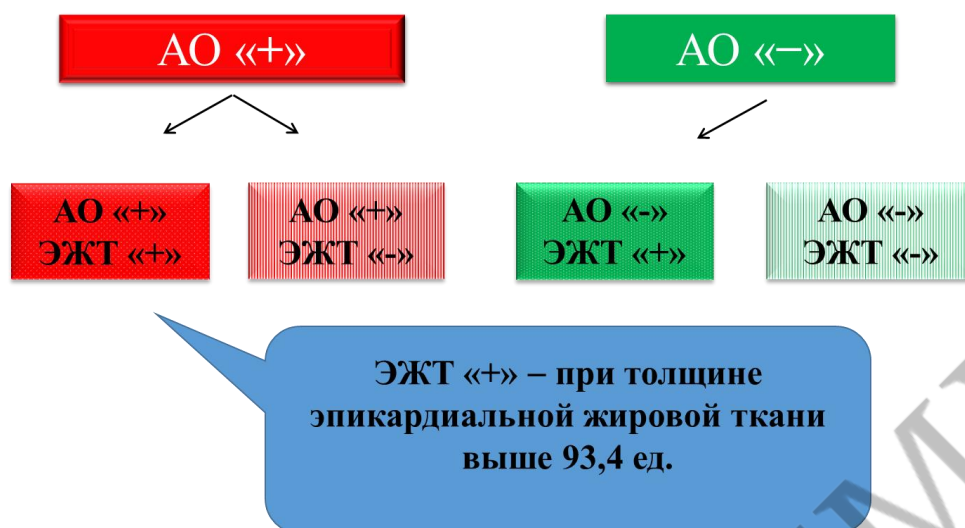 АО «+»
АО «–»
АО «+»
ЭЖТ «+»
АО «+»
ЭЖТ «-»
АО «-»
ЭЖТ «+»
АО «-»
ЭЖТ «-»
ЭЖТ «+» – при толщине
эпикардиальной жировой ткани
выше 93,4 ед.